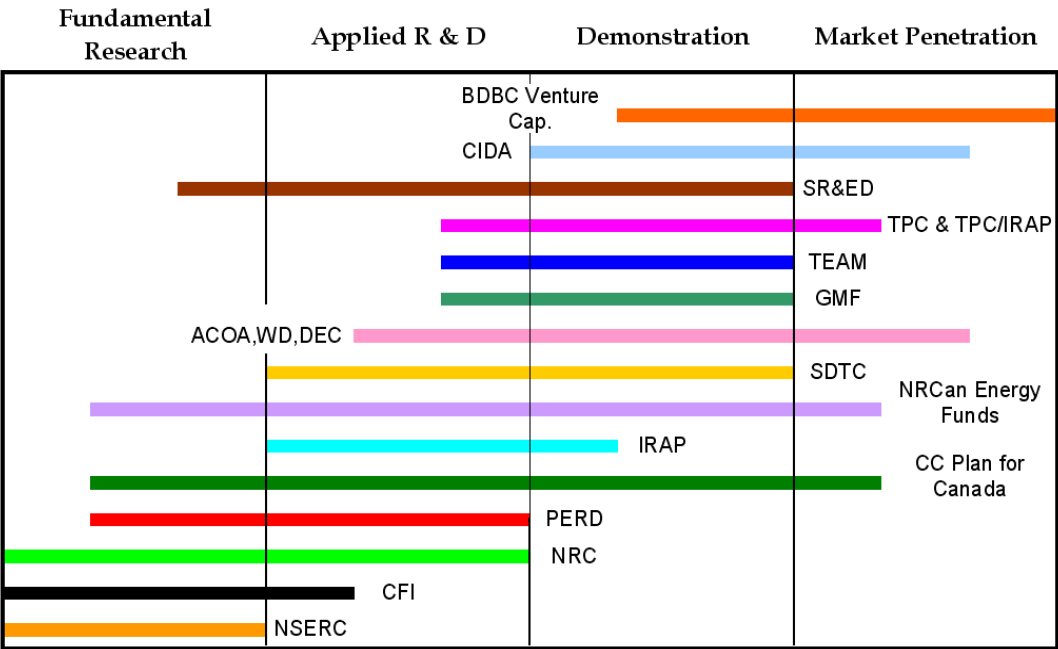 Fundamental
Research
Applied R & D
Demonstration
Market Penetration
BDBC Venture
Cap.
CIDA
SR&ED
TPC & TPC/IRAP
TEAM
GMF
ACOA,WD,DEC
SDTC
NRCan Energy
Funds
IRAP
CC Plan for
Canada
PERD
NRC
CFI
NSERC